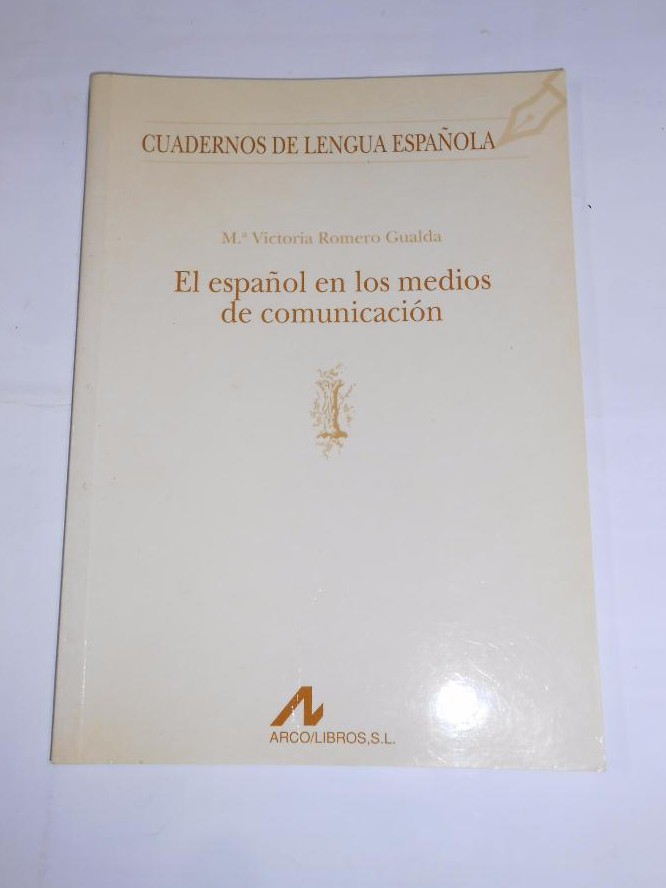 CUADERNOS DE LENGUA ESPAÑOLA
M.ª Victoria Romero Gualda
El español en los medios
de comunicación
I
ARCO/LIBROS,S.L.